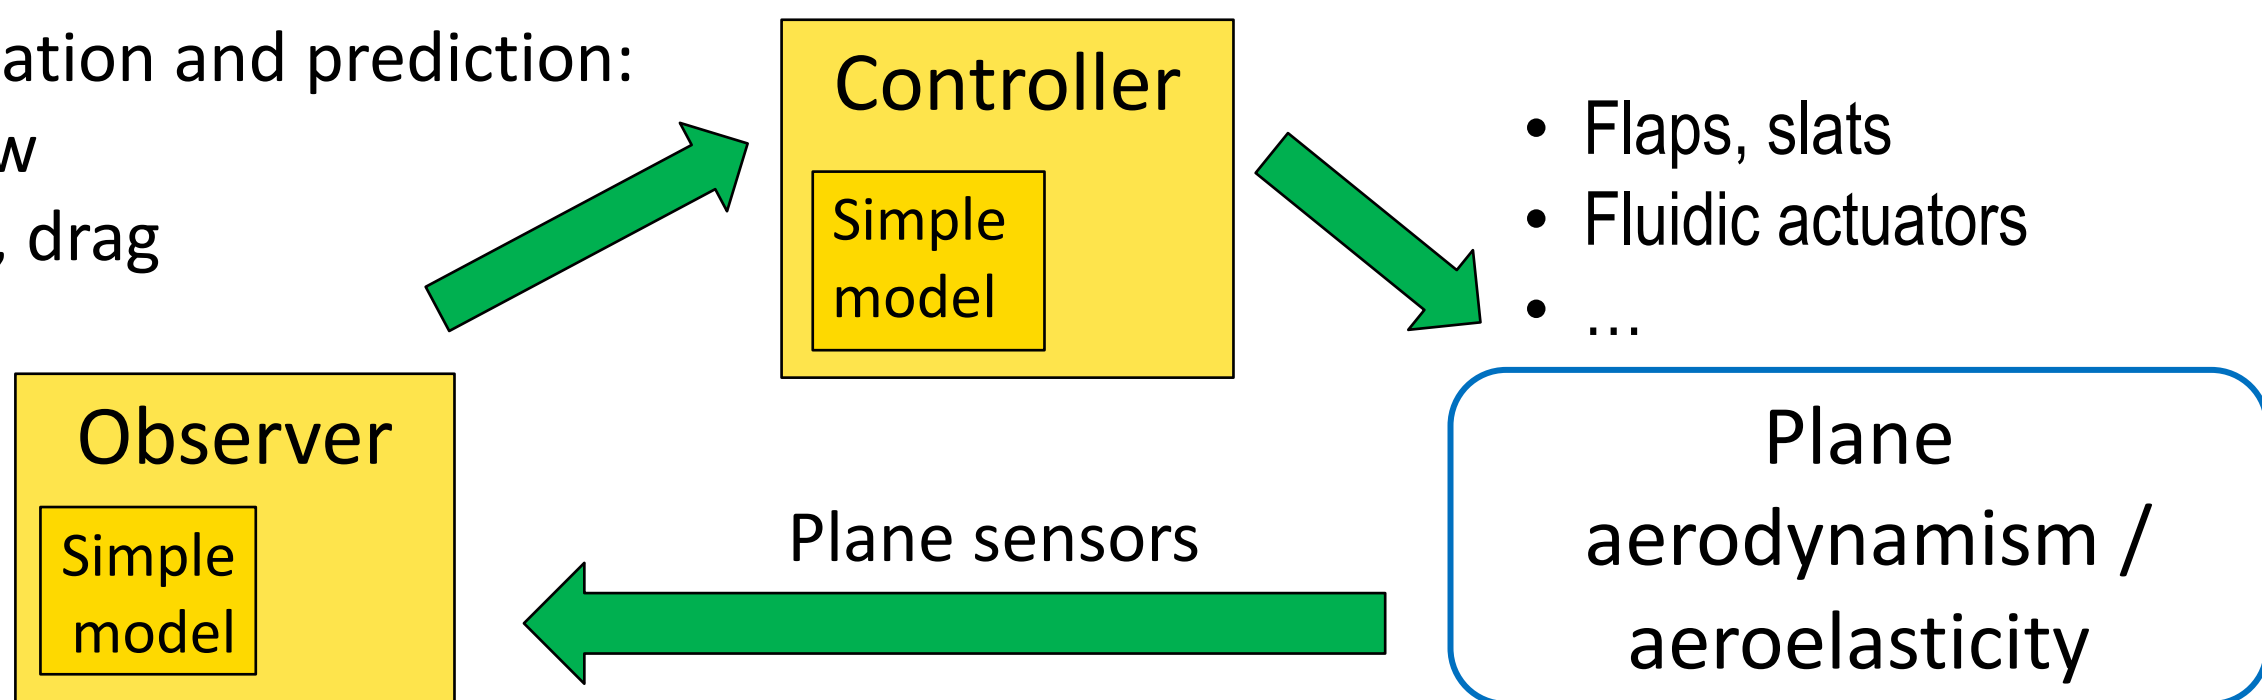 ation and prediction:
w
, drag
Controller
Simple
model
• Flaps, slats
• Fluidic actuators
• …
Observer
Simple
model
Plane sensors
Plane
aerodynamism /
aeroelasticity